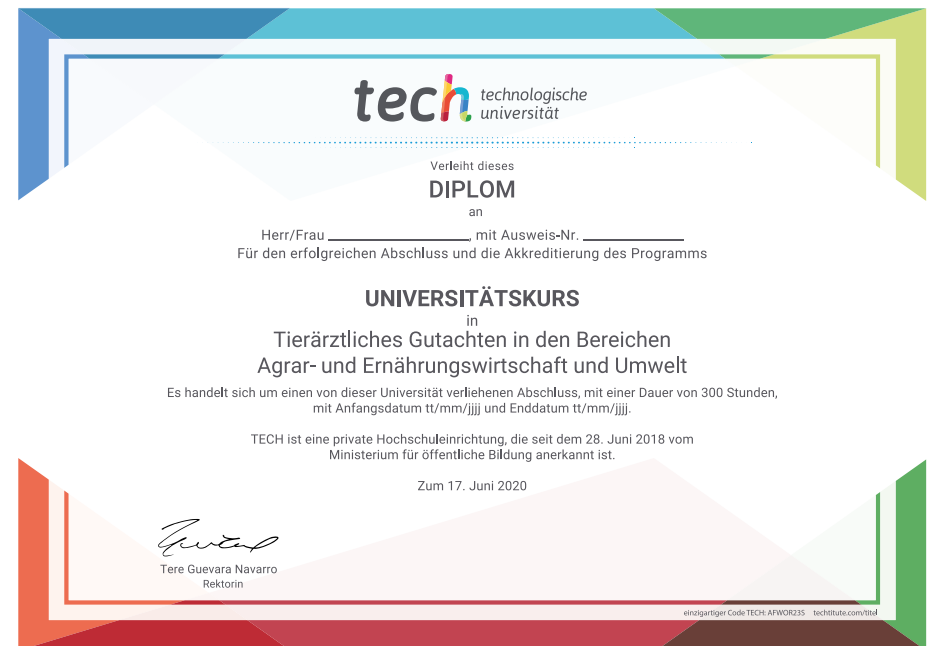 tech technologische
universität
Verleiht dieses
DIPLOM
an
Herr/Frau ____________________, mit Ausweis-Nr. ______________
Für den erfolgreichen Abschluss und die Akkreditierung des Programms
UNIVERSITÄTSKURS
in
Tierärztliches Gutachten in den Bereichen
Agrar- und Ernährungswirtschaft und Umwelt
Es handelt sich um einen von dieser Universität verliehenen Abschluss, mit einer Dauer von 300 Stunden,
mit Anfangsdatum tt/mm/jjjj und Enddatum tt/mm/jjjj.
TECH ist eine private Hochschuleinrichtung, die seit dem 28. Juni 2018 vom
Ministerium für öffentliche Bildung anerkannt ist.
Zum 17. Juni 2020
Tere Guevara Navarro
Rektorin
einzigartiger Code TECH: AFWOR23S techtitute.com/titel